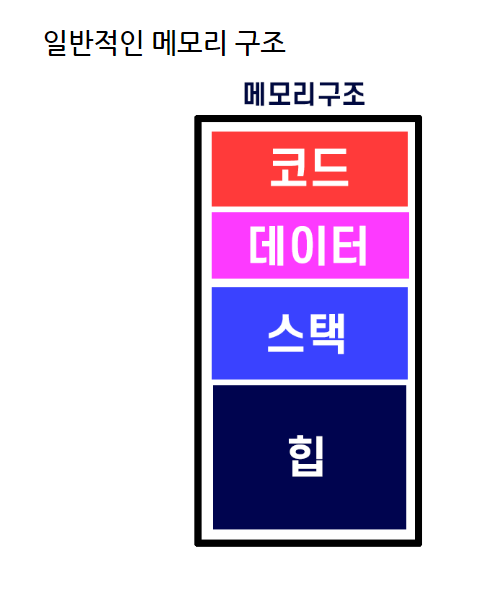 일반적인 메모리 구조
메모리구조
코드
데이터
스택
힙